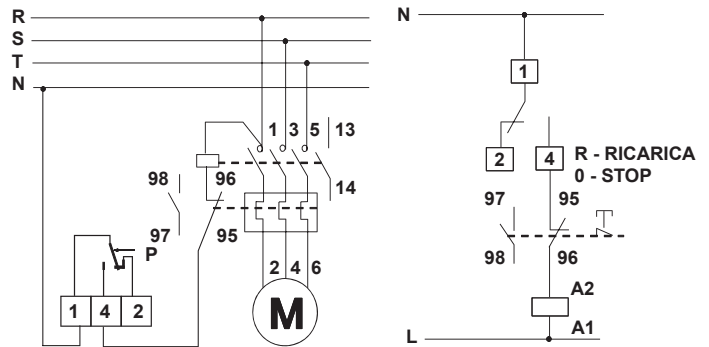 R
S
T
N
1 3 5 13
14
98 96
97 95
P
2 4 6
1 4 2
M
N
1
2 4 R - RICARICA
0 - STOP
97 95
98 96
A2
A1
L